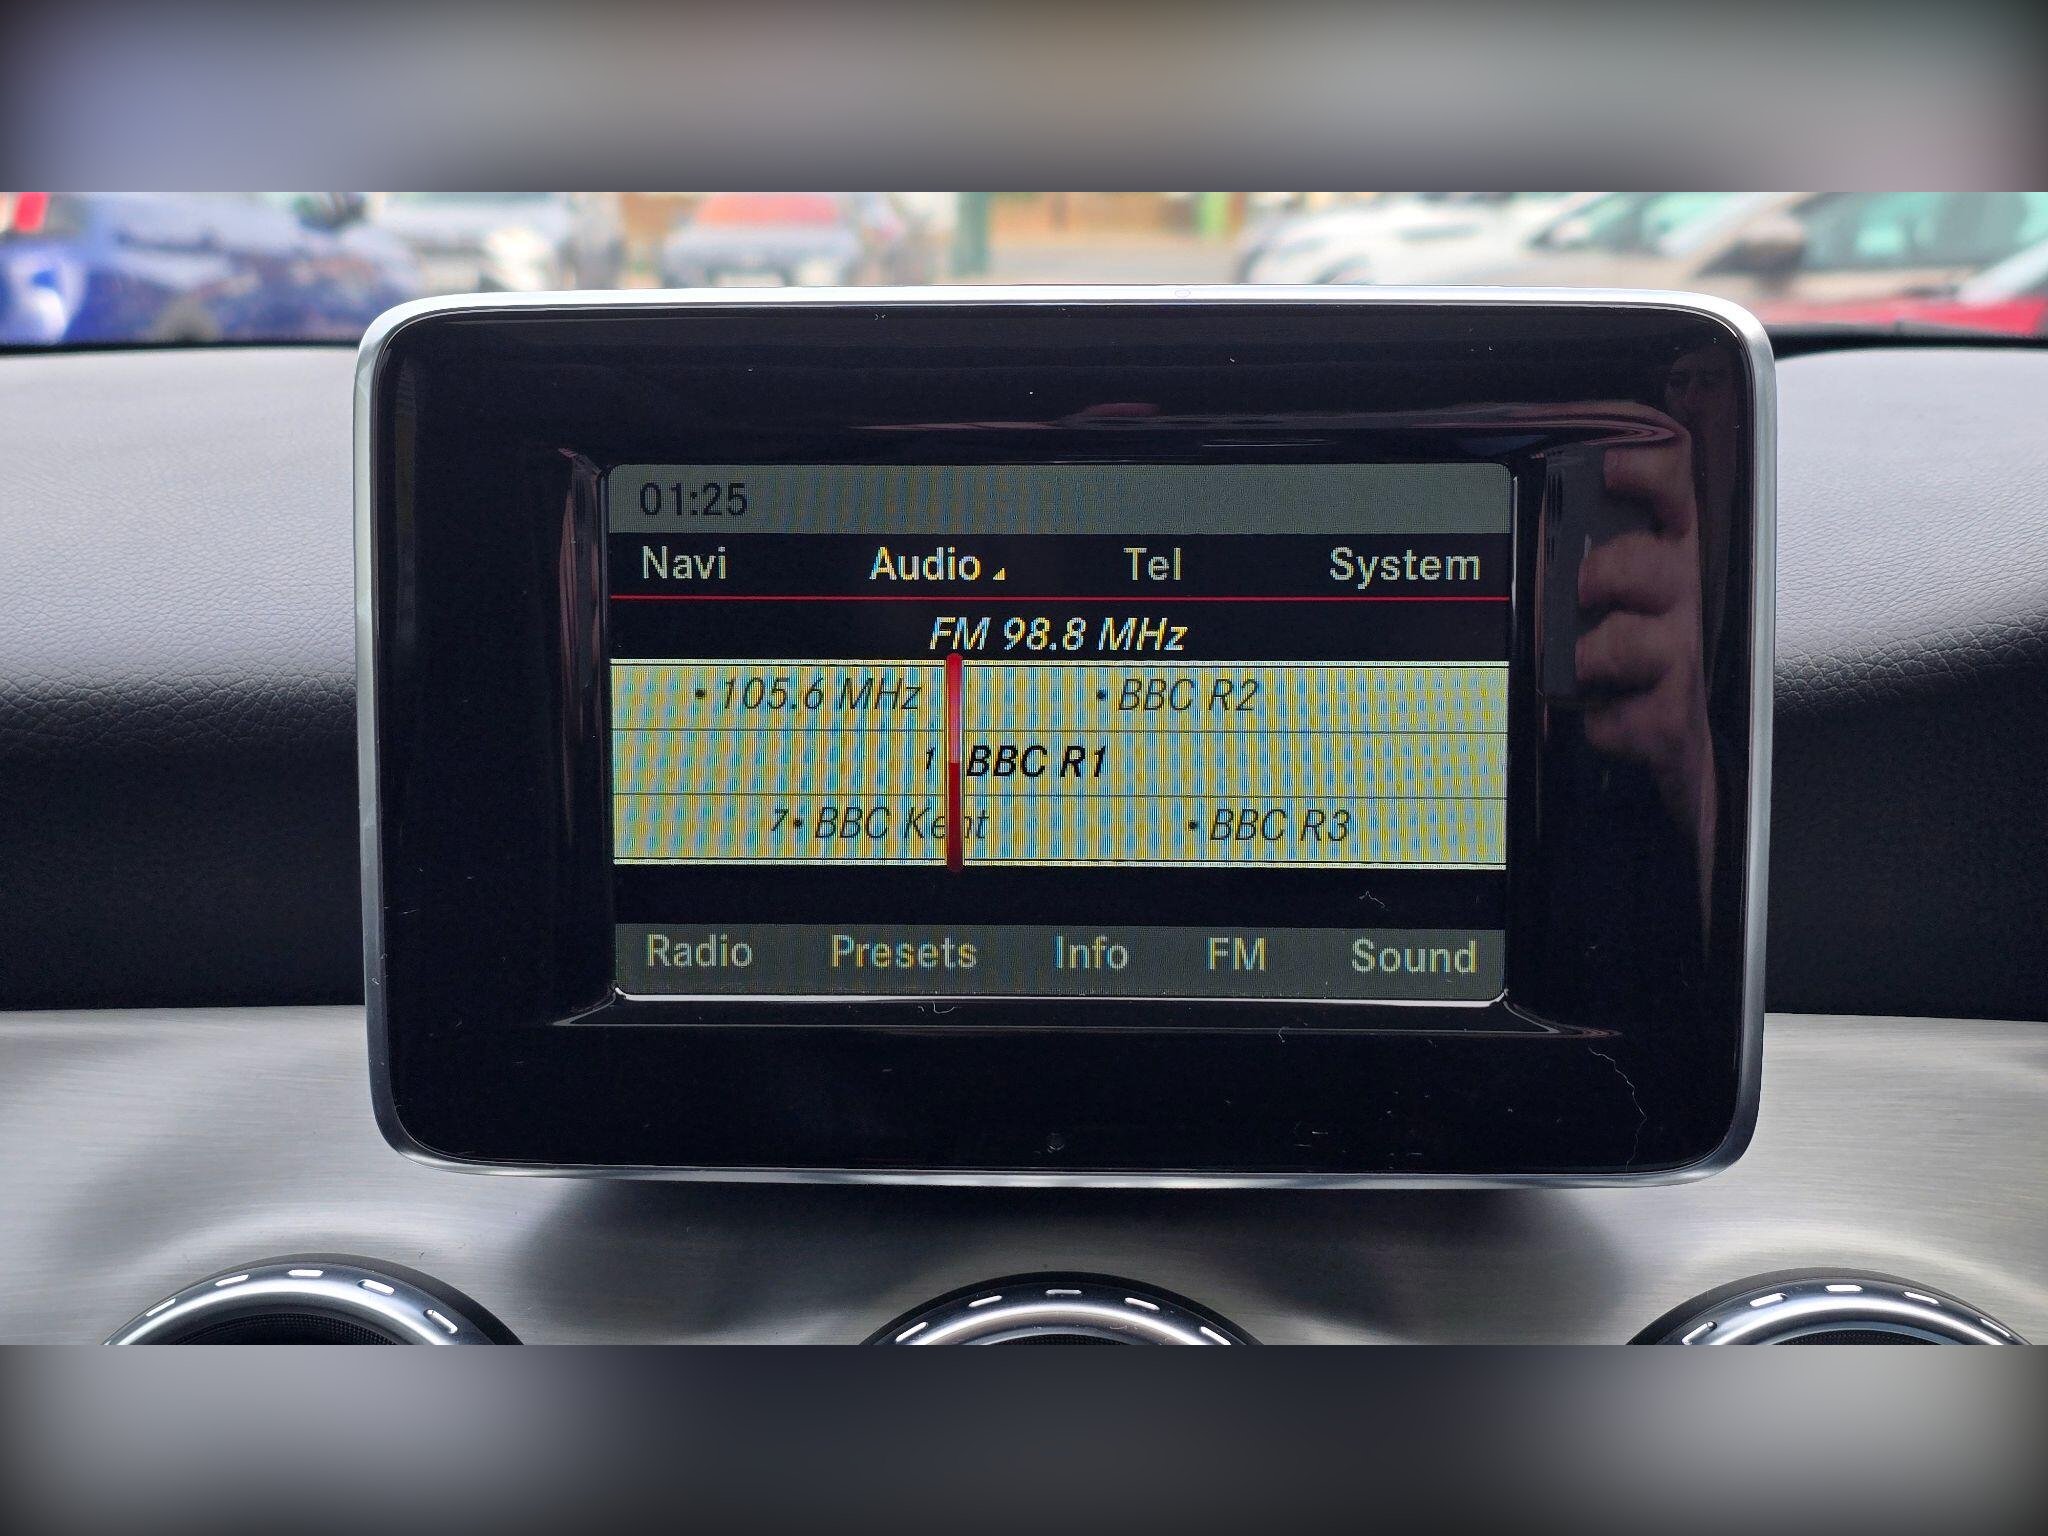 01:25
Navi Audio Tel System
FM 98.8 MHz
• 105.6 MHz • BBC R2
1 BBC R1
7 • BBC Kent • BBC R3
Radio Presets Info FM Sound